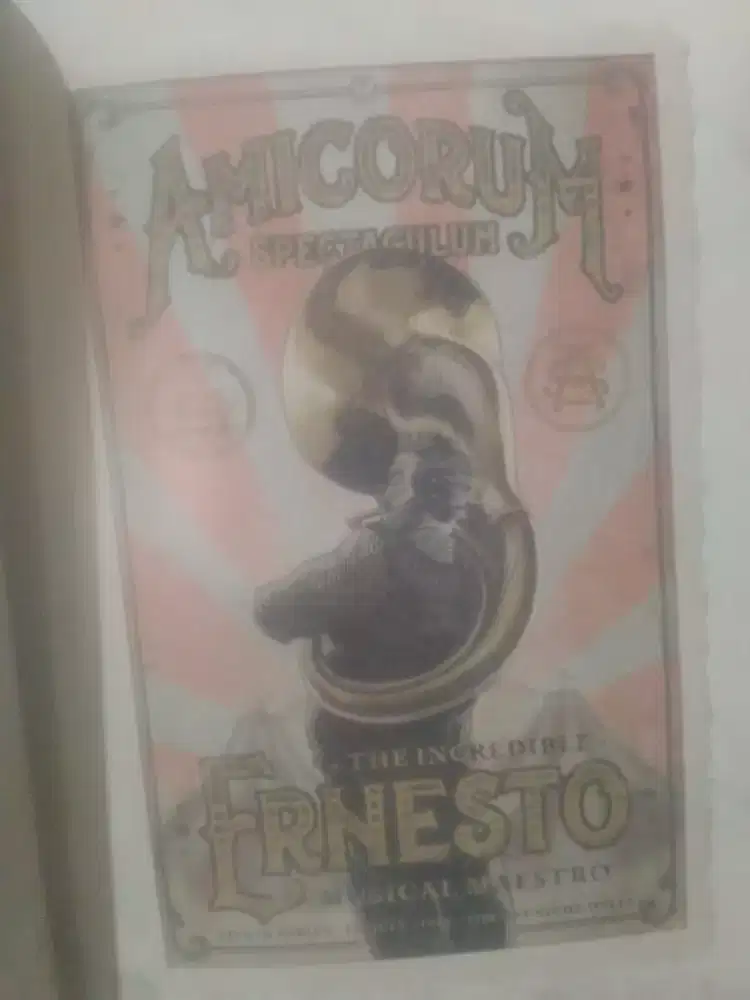 AMICORUM
SPECTACULUM
THE INCREDIBLE
ERNESTO
MUSICAL MAESTRO